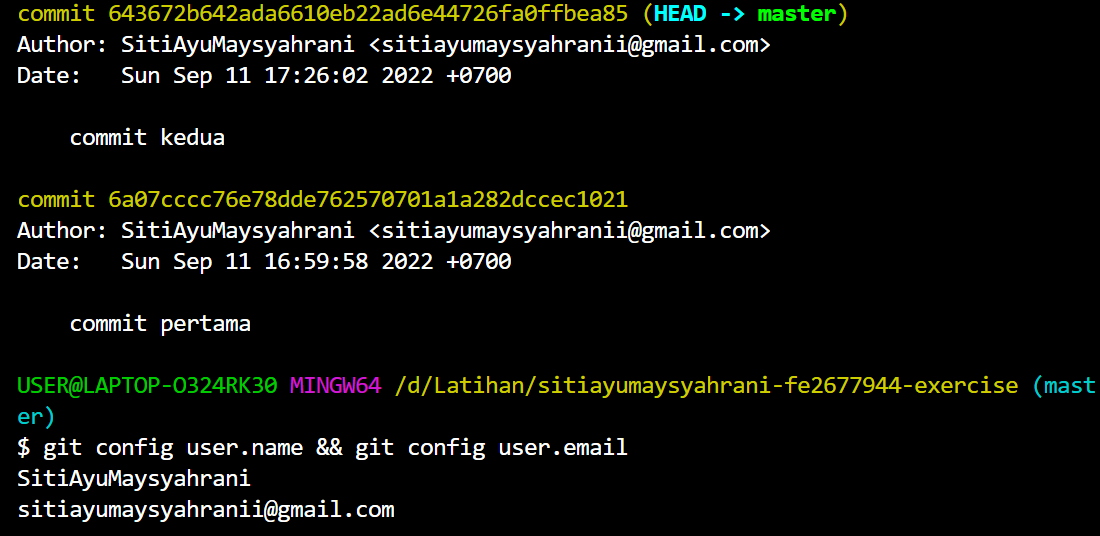 commit 643672b642ada6610eb22ad6e44726fa0ffbea85 (HEAD -> master)
Author: SitiAyuMaysyahrani <sitiayumaysyahranii@gmail.com>
Date:   Sun Sep 11 17:26:02 2022 +0700
    commit kedua
commit 6a07cccc76e78dde762570701a1a282dccec1021
Author: SitiAyuMaysyahrani <sitiayumaysyahranii@gmail.com>
Date:   Sun Sep 11 16:59:58 2022 +0700
    commit pertama
USER@LAPTOP-O324RK30 MINGW64 /d/Latihan/sitiayumaysyahrani-fe2677944-exercise (mast
er)
$ git config user.name && git config user.email
SitiAyuMaysyahrani
sitiayumaysyahranii@gmail.com